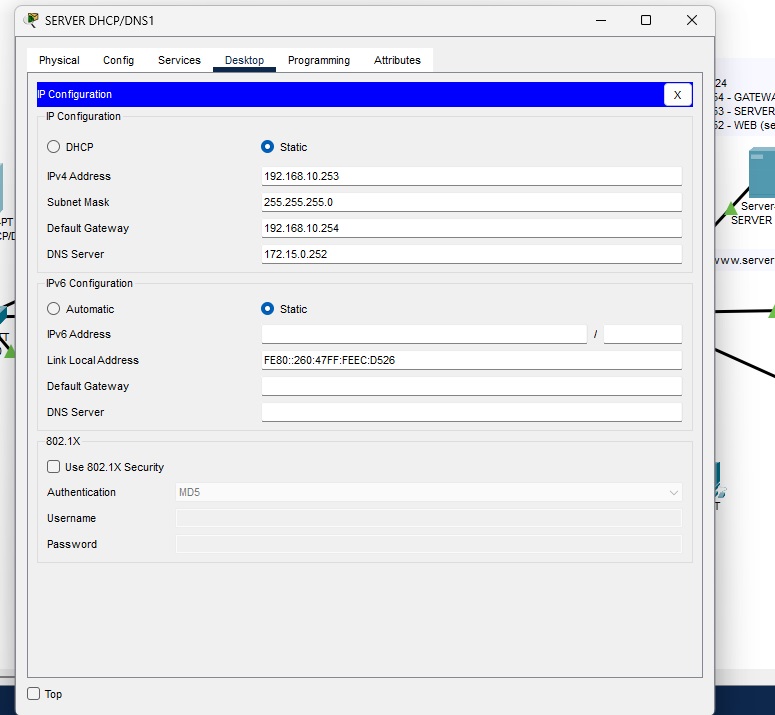 SERVER DHCP/DNS1
Physical Config Services Desktop Programming Attributes
IP Configuration
X
IP Configuration
DHCP Static
IPv4 Address 192.168.10.253
Subnet Mask 255.255.255.0
Default Gateway 192.168.10.254
DNS Server 172.15.0.252
IPv6 Configuration
Automatic Static
IPv6 Address /
Link Local Address FE80::260:47FF:FEEC:D526
Default Gateway
DNS Server
802.1X
Use 802.1X Security
Authentication MD5
Username
Password
Top
24
54 - GATEWA
53 - SERVER
52 - WEB (se
Server-
SERVER
www.server
-PT
CP/D